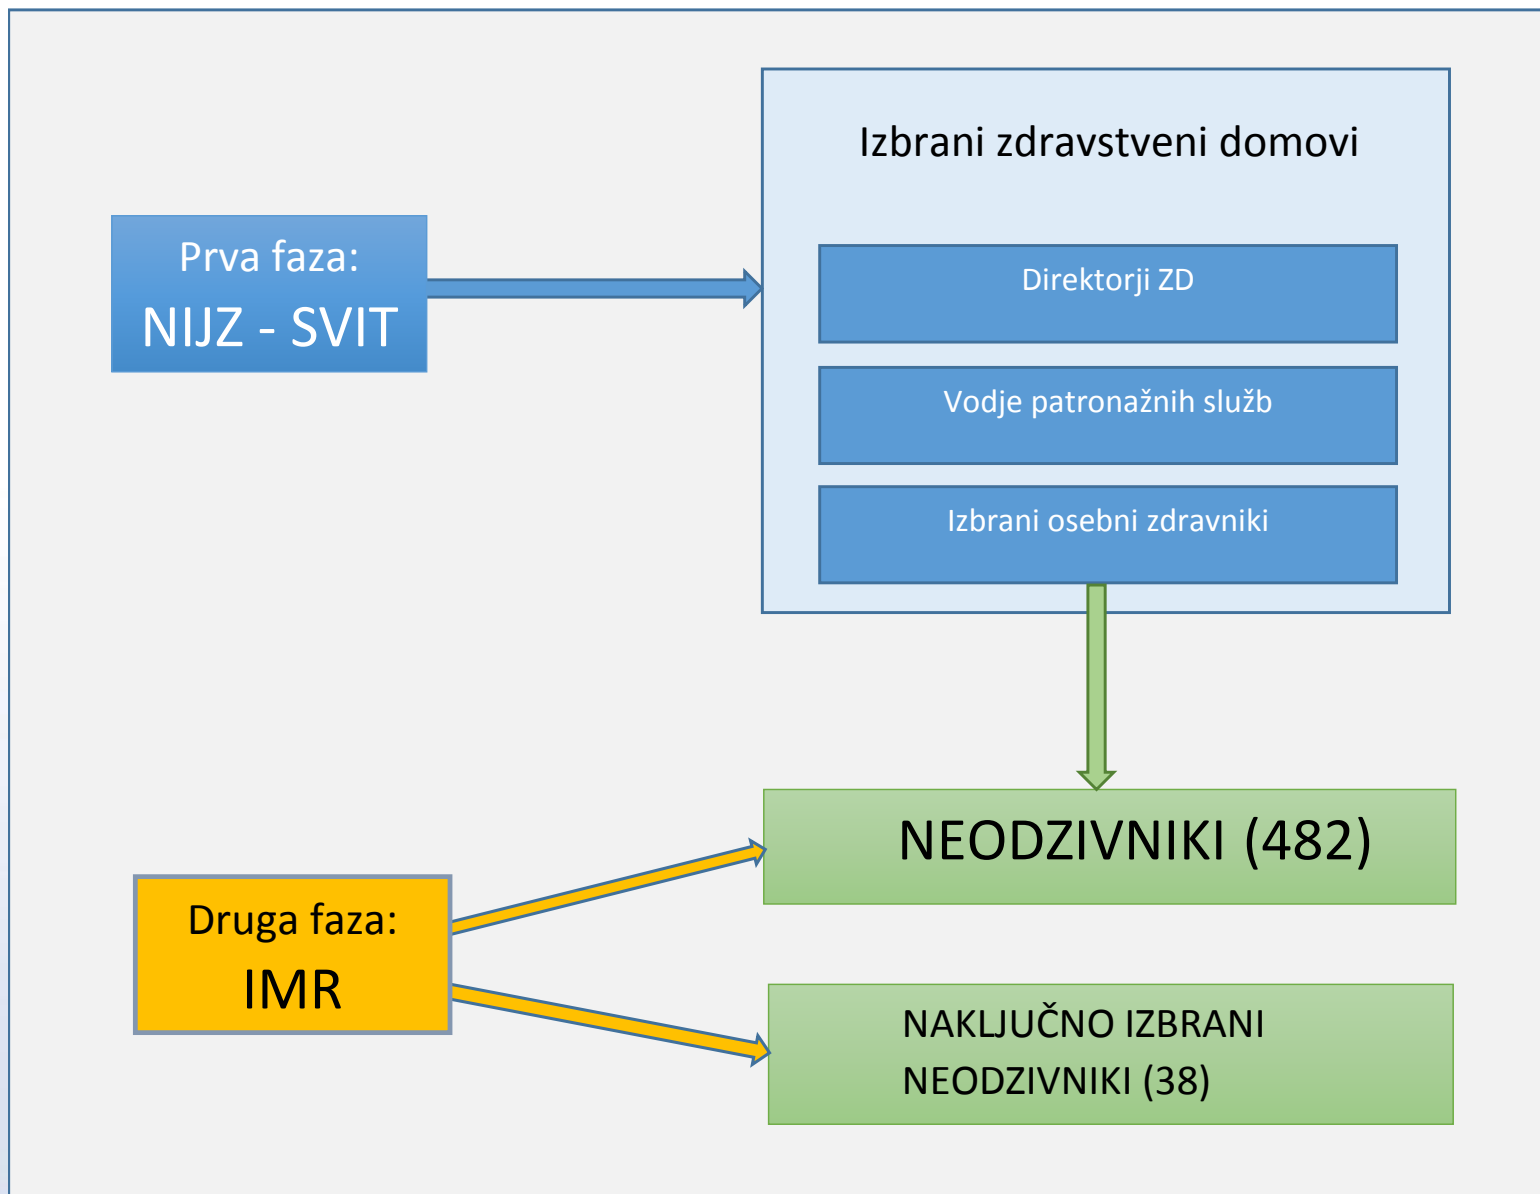 Izbrani zdravstveni domovi
Prva faza:
NIJZ - SVIT
Direktorji ZD
Vodje patronažnih služb
Izbrani osebni zdravniki
NEODZIVNIKI (482)
Druga faza:
IMR
NAKLJUČNO IZBRANI
NEODZIVNIKI (38)